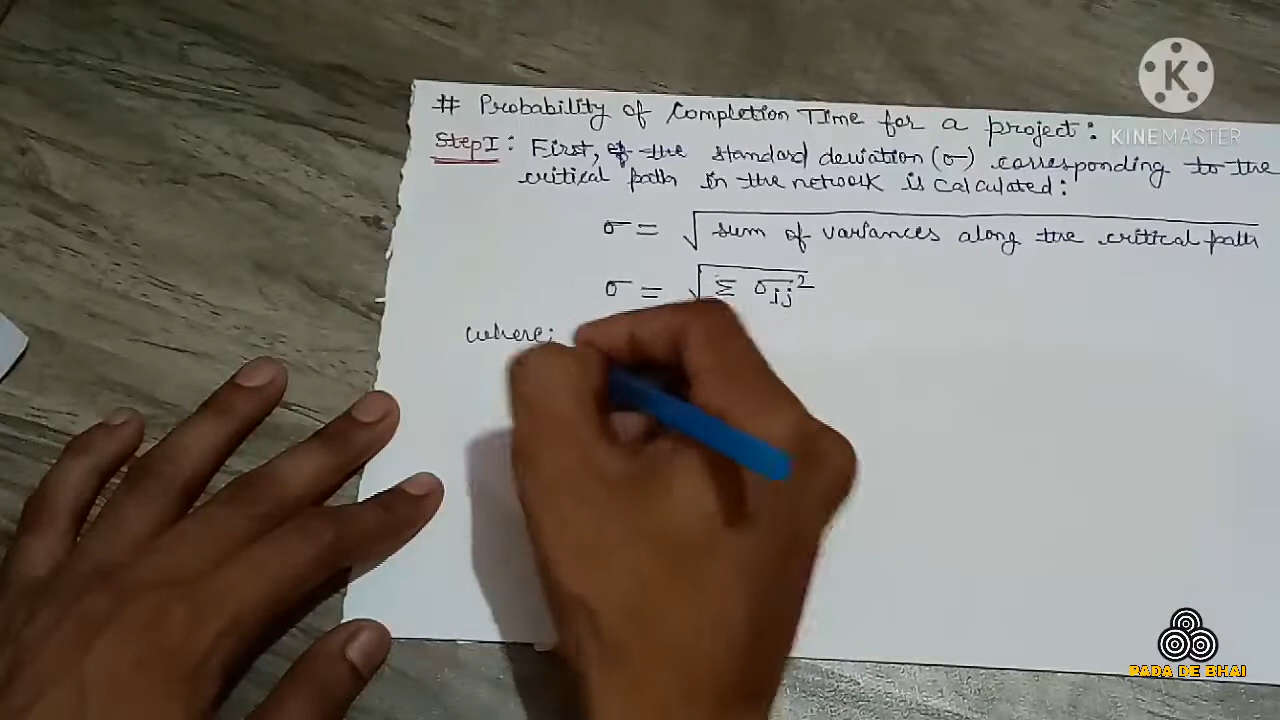 # Probability of Completion Time for a project:
Step I: First, the standard deviation (σ) corresponding to the
critical path in the network is calculated:
σ = √sum of variances along the critical path
σ = √Σ σij²
where;
K
KINEMASTER
PADA DE BHAI